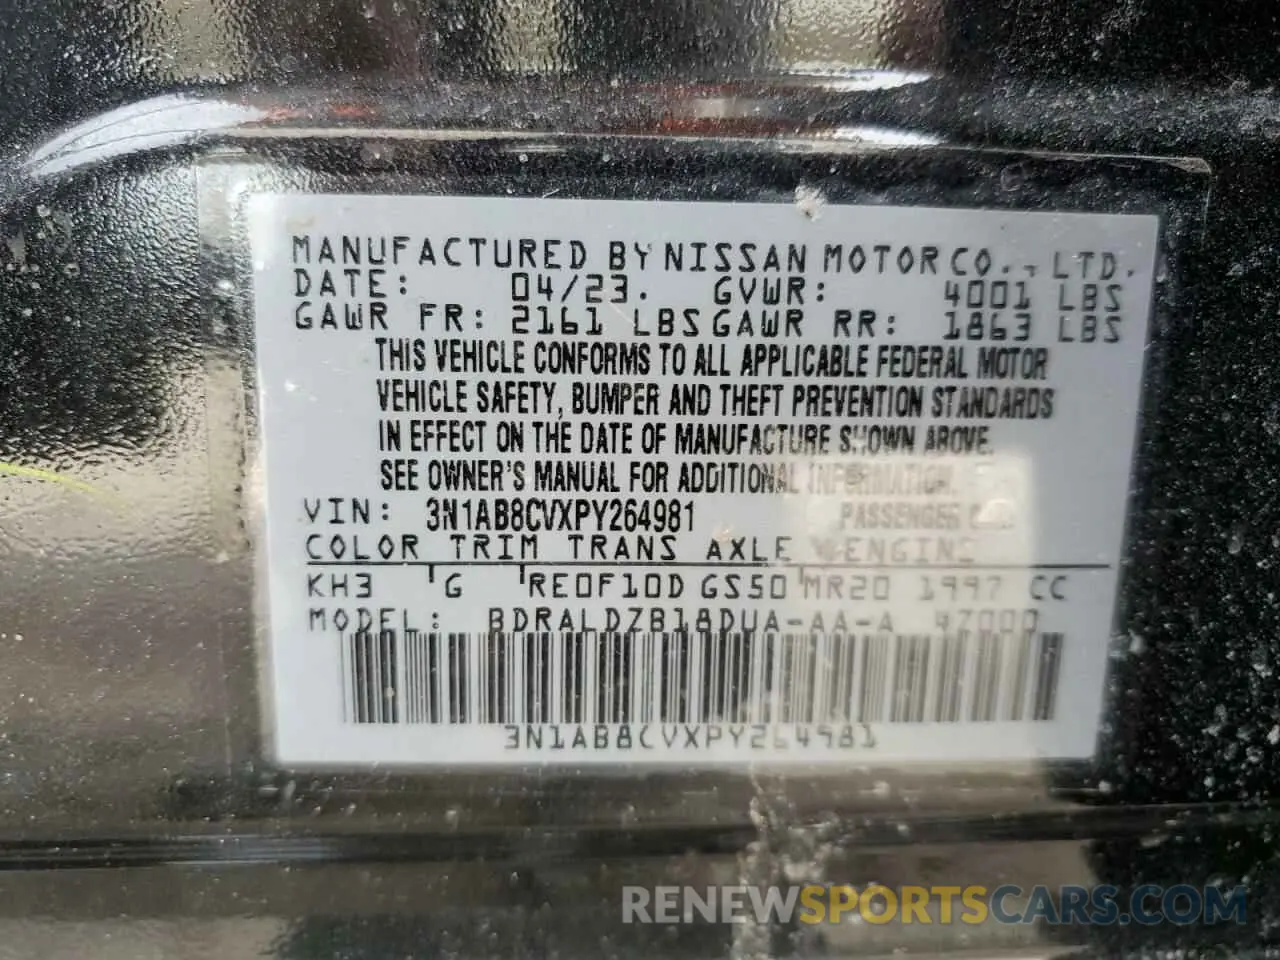 MANUFACTURED BY NISSAN MOTOR CO., LTD.
DATE: 04/23. GVWR: 4001 LBS
GAWR FR: 2161 LBS GAWR RR: 1863 LBS
THIS VEHICLE CONFORMS TO ALL APPLICABLE FEDERAL MOTOR
VEHICLE SAFETY, BUMPER AND THEFT PREVENTION STANDARDS
IN EFFECT ON THE DATE OF MANUFACTURE SHOWN ABOVE.
SEE OWNER'S MANUAL FOR ADDITIONAL INFORMATION.
VIN: 3N1AB8CVXPY264981 PASSENGER
COLOR TRIM TRANS AXLE ENGINE
KH3 G RE0F10D GS50 MR20 1997 CC
MODEL: BDRALDZB18DUA-AA-A 47000
3N1AB8CVXPY264981
RENEWSPORTSCARS.COM